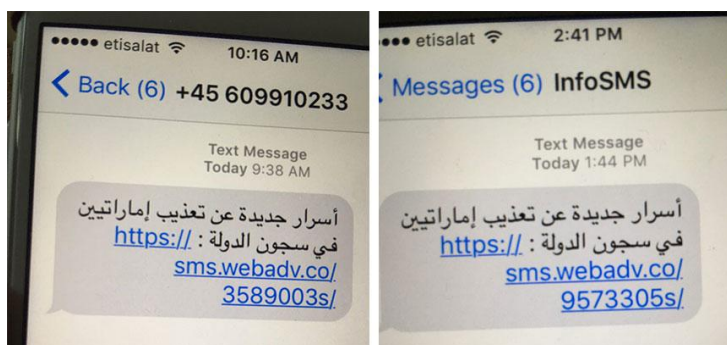 etisalat 10:16 AM
Back (6) +45 609910233
Text Message
Today 9:38 AM
أسرار جديدة عن تعذيب إماراتيين
في سجون الدولة : https://
sms.webadv.co/
3589003s/
etisalat 2:41 PM
Messages (6) InfoSMS
Text Message
Today 1:44 PM
أسرار جديدة عن تعذيب إماراتيين
في سجون الدولة : https://
sms.webadv.co/
9573305s/